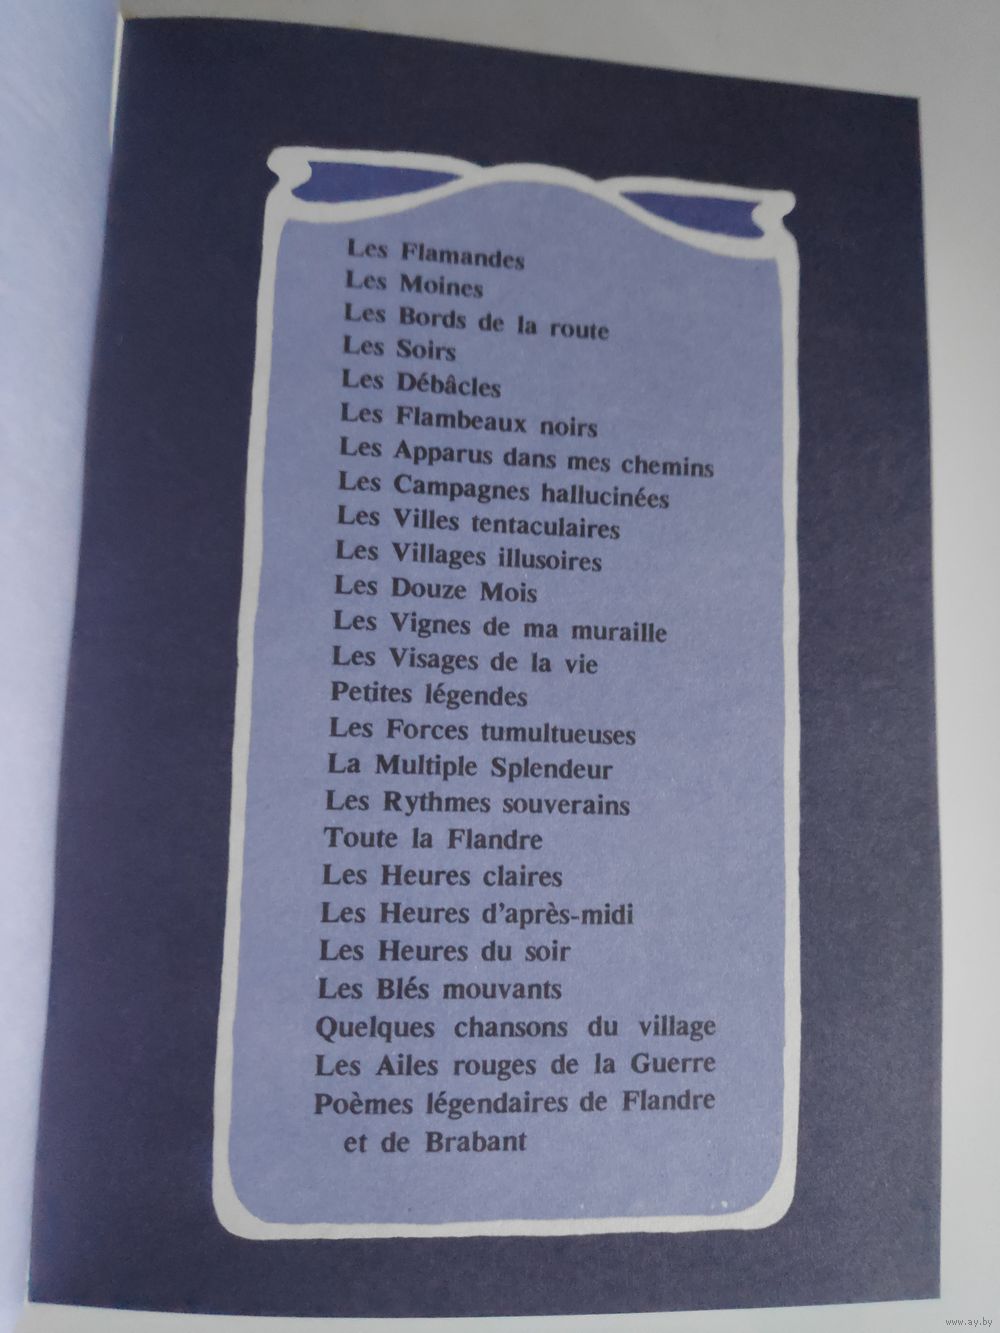 Les Flamandes
Les Moines
Les Bords de la route
Les Soirs
Les Débâcles
Les Flambeaux noirs
Les Apparus dans mes chemins
Les Campagnes hallucinées
Les Villes tentaculaires
Les Villages illusoires
Les Douze Mois
Les Vignes de ma muraille
Les Visages de la vie
Petites légendes
Les Forces tumultueuses
La Multiple Splendeur
Les Rythmes souverains
Toute la Flandre
Les Heures claires
Les Heures d'après-midi
Les Heures du soir
Les Blés mouvants
Quelques chansons du village
Les Ailes rouges de la Guerre
Poèmes légendaires de Flandre
et de Brabant
www.ay.by